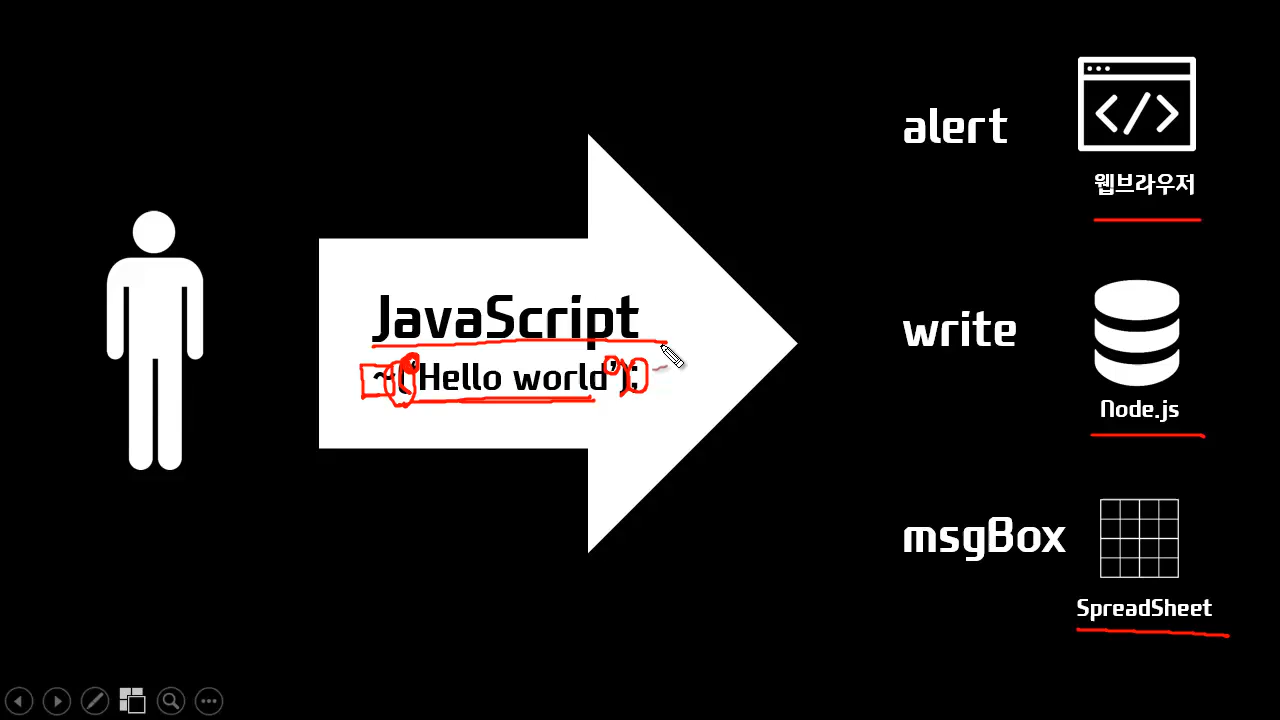 JavaScript
~(‘Hello world’);
alert
웹브라우저
write
Node.js
msgBox
SpreadSheet